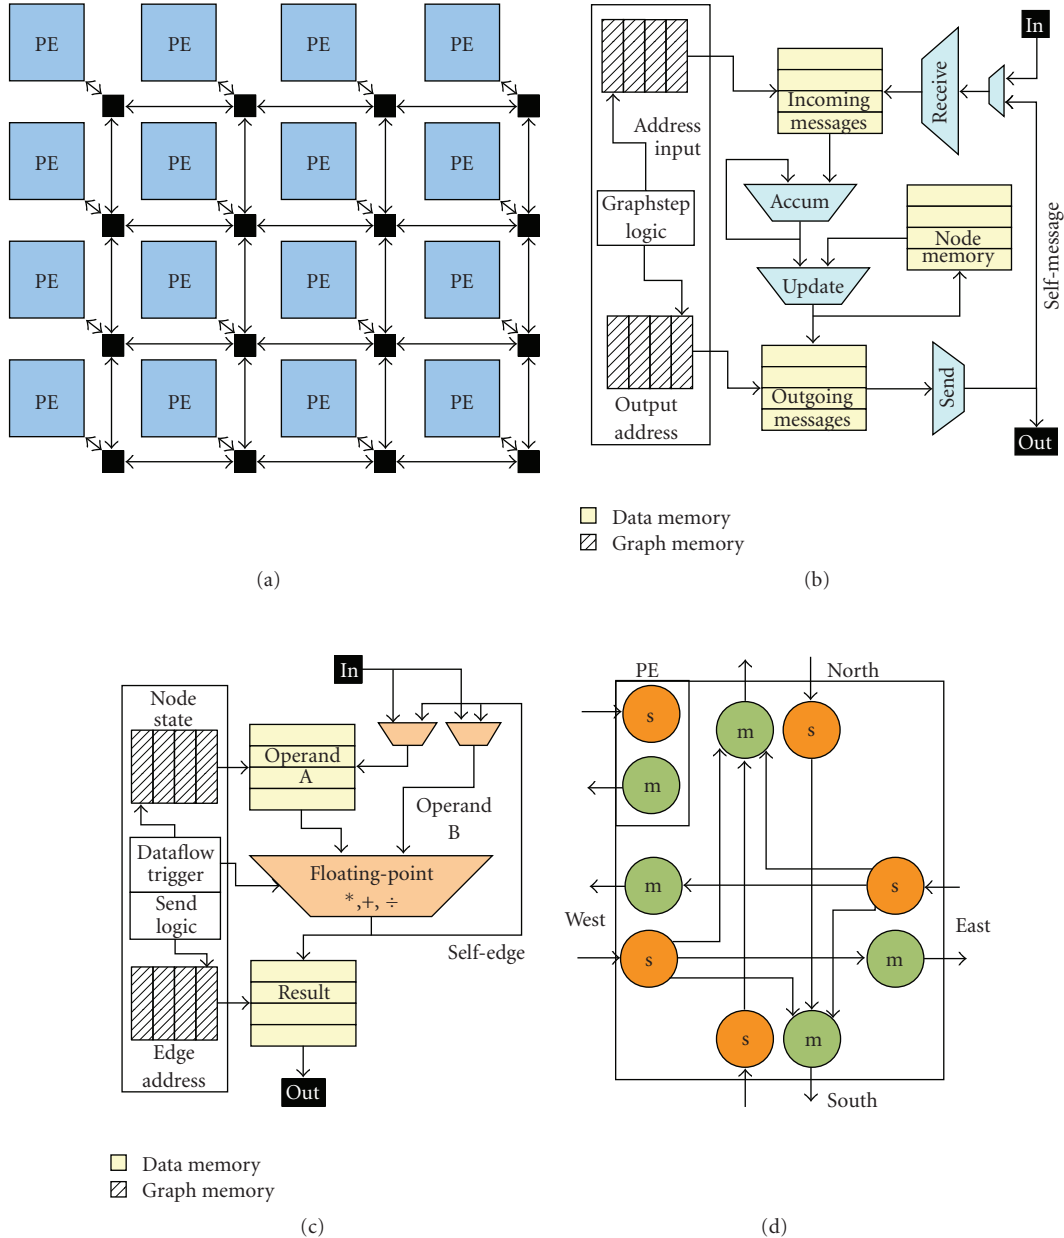 PE PE PE PE
PE PE PE PE
PE PE PE PE
PE PE PE PE
(a)
In
Receive
Incoming
messages
Address
input
Accum
Graphstep
logic
Node
memory
Update
Self-message
Outgoing
messages
Send
Output
address
Out
Data memory
Graph memory
(b)
In
Node
state
Operand
A
Operand
B
Dataflow
trigger
Send
logic
Floating-point
*,+, ÷
Self-edge
Result
Edge
address
Out
Data memory
Graph memory
(c)
PE
North
s
m
s
m
m
s
West
East
s
m
s
m
South
(d)